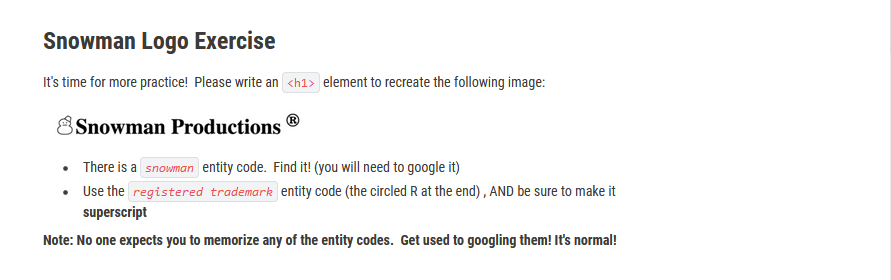 Snowman Logo Exercise
It's time for more practice!  Please write an <h1> element to recreate the following image:
☃Snowman Productions ®
• There is a snowman entity code.  Find it! (you will need to google it)
• Use the registered trademark entity code (the circled R at the end) , AND be sure to make it
superscript
Note: No one expects you to memorize any of the entity codes.  Get used to googling them! It's normal!